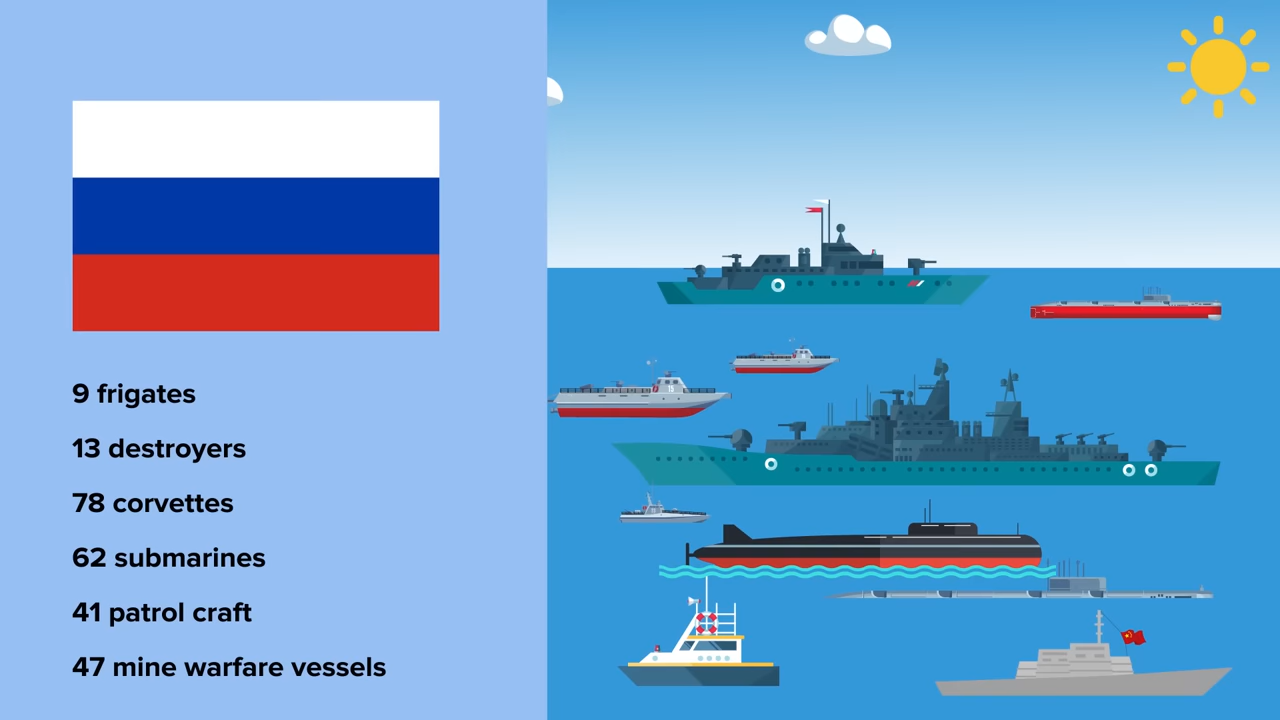 9 frigates
13 destroyers
78 corvettes
62 submarines
41 patrol craft
47 mine warfare vessels